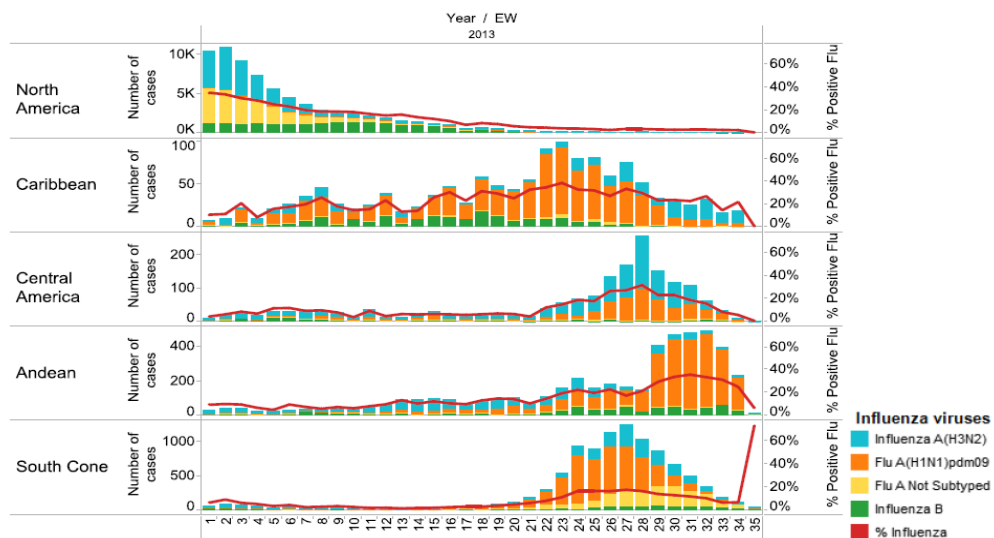 Year / EW
2013
North
America
Number of
cases
10K
5K
0K
60%
40%
20%
0%
% Positive Flu
Caribbean
Number of
cases
100
50
0
60%
40%
20%
0%
% Positive Flu
Central
America
Number of
cases
200
100
0
60%
40%
20%
0%
% Positive Flu
Andean
Number of
cases
400
200
0
60%
40%
20%
0%
% Positive Flu
South Cone
Number of
cases
1000
500
0
60%
40%
20%
0%
% Positive Flu
1 2 3 4 5 6 7 8 9 10 11 12 13 14 15 16 17 18 19 20 21 22 23 24 25 26 27 28 29 30 31 32 33 34 35
Influenza viruses
Influenza A(H3N2)
Flu A(H1N1)pdm09
Flu A Not Subtyped
Influenza B
% Influenza